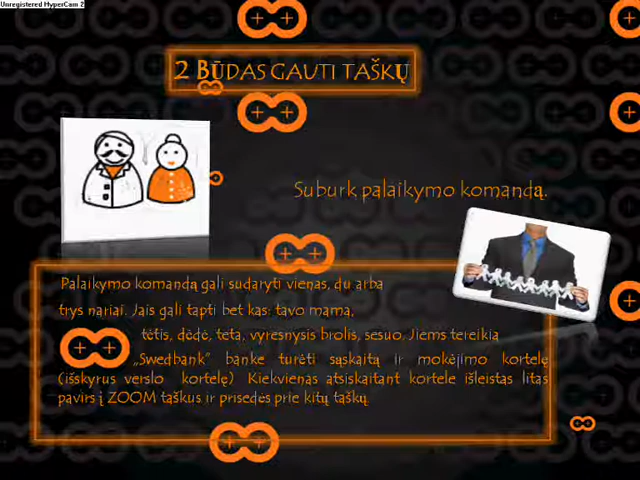 Unregistered HyperCam 2
2 BŪDAS GAUTI TAŠKŲ
Suburk palaikymo komandą.
Palaikymo komandą gali sudaryti vienas, du arba
trys nariai. Jais gali tapti bet kas: tavo mama,
tėtis, dėdė, teta, vyresnysis brolis, sesuo. Jiems tereikia
„Swedbank” banke turėti sąskaitą ir mokėjimo kortelę
(išskyrus verslo kortelę) Kiekvienas atsiskaitant kortele išleistas litas
pavirs į ZOOM taškus ir prisedės prie kitų taškų.